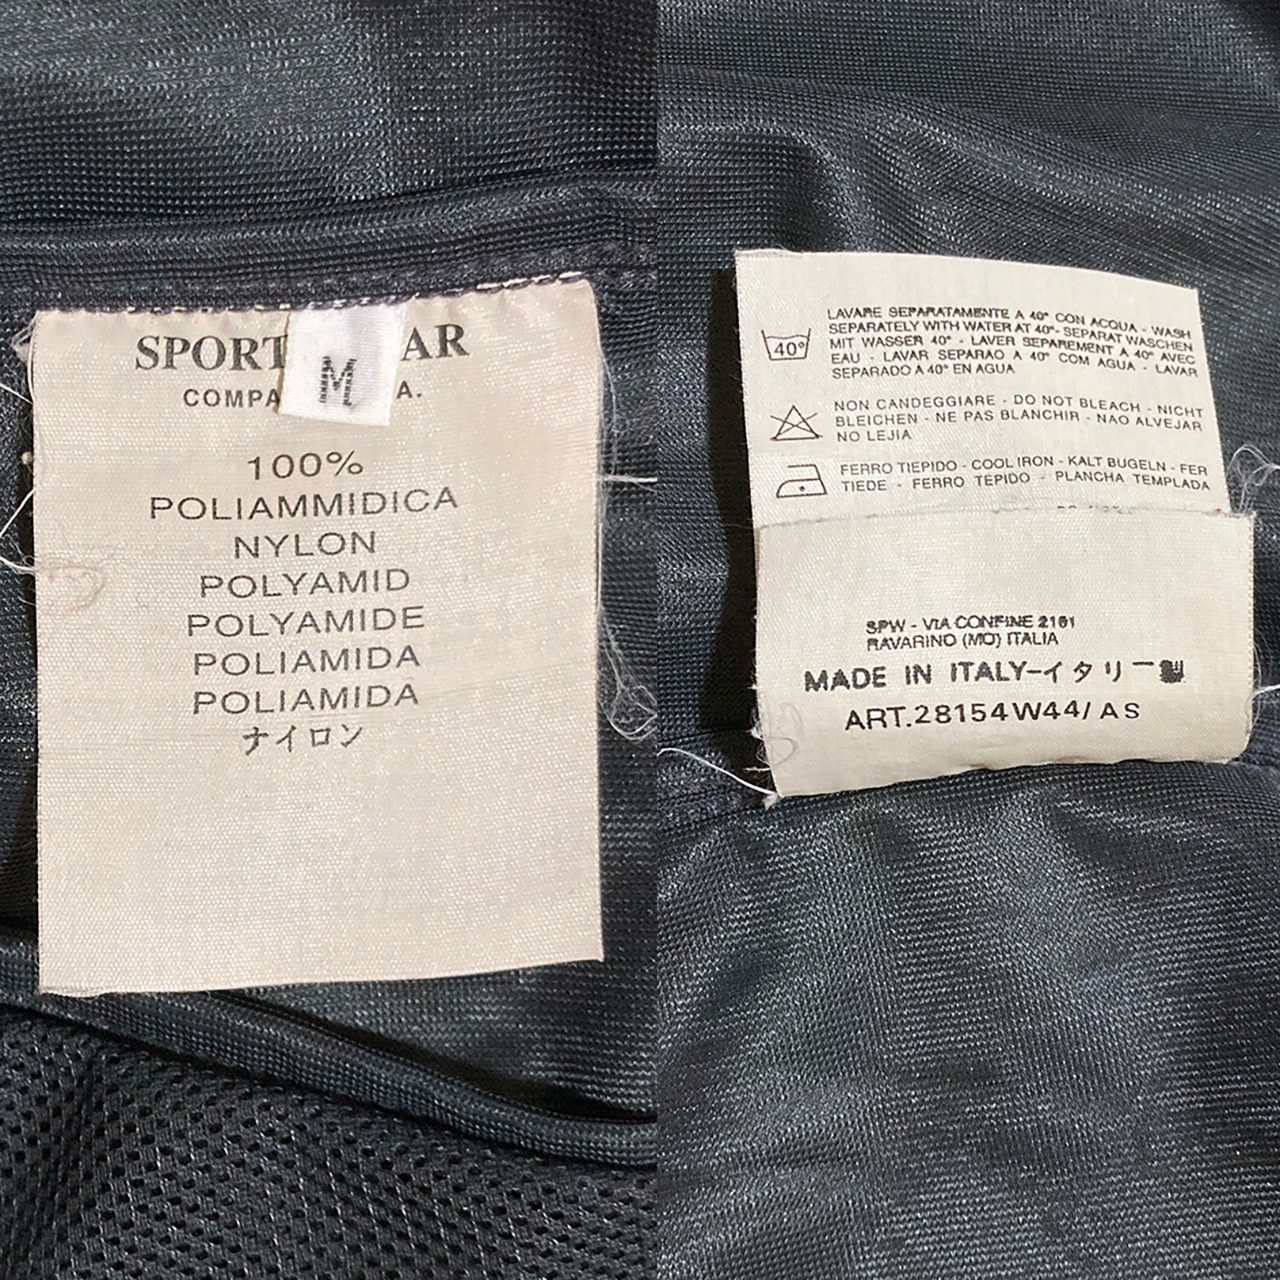 SPORT AR
M
COMPA A.
100%
POLIAMMIDICA
NYLON
POLYAMID
POLYAMIDE
POLIAMIDA
POLIAMIDA
ナイロン
40°
LAVARE SEPARATAMENTE A 40° CON ACQUA - WASH
SEPARATELY WITH WATER AT 40°- SEPARAT WASCHEN
MIT WASSER 40° - LAVER SEPAREMENT A 40° AVEC
EAU - LAVAR SEPARAO A 40° COM AGUA - LAVAR
SEPARADO A 40° EN AGUA
NON CANDEGGIARE - DO NOT BLEACH - NICHT
BLEICHEN - NE PAS BLANCHIR - NAO ALVEJAR
NO LEJIA
FERRO TIEPIDO - COOL IRON - KALT BUGELN - FER
TIEDE - FERRO TEPIDO - PLANCHA TEMPLADA
SPW - VIA CONFINE 2161
RAVARINO (MO) ITALIA
MADE IN ITALY-イタリー製
ART.28154W44/AS